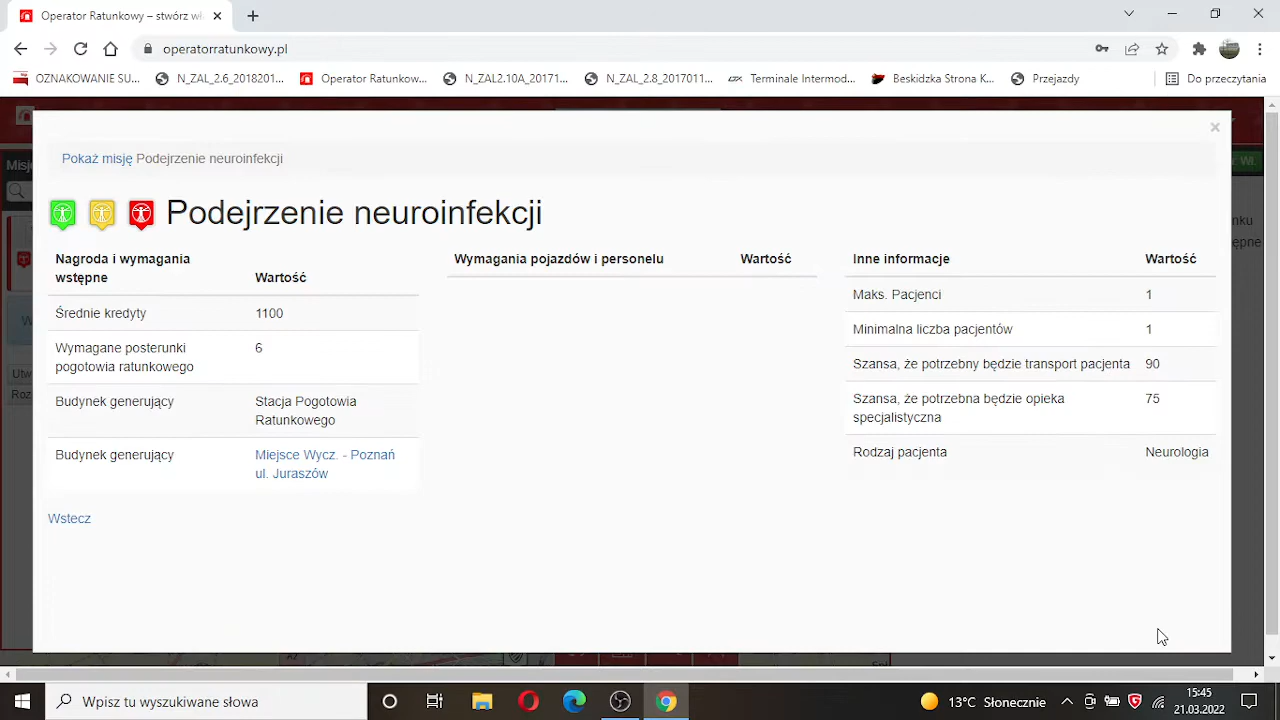 Operator Ratunkowy – stwórz wł
operatorratunkowy.pl
OZNAKOWANIE SU...
N_ZAL_2.6_2018201...
Operator Ratunkow...
N_ZAL2.10A_20171...
N_ZAL_2.8_2017011...
Terminale Intermod...
Beskidzka Strona K...
Przejazdy
Do przeczytania
Pokaż misję Podejrzenie neuroinfekcji
Podejrzenie neuroinfekcji
Nagroda i wymagania
wstępne
Wartość
Średnie kredyty 1100
Wymagane posterunki
pogotowia ratunkowego
6
Budynek generujący
Stacja Pogotowia
Ratunkowego
Budynek generujący
Miejsce Wycz. - Poznań
ul. Juraszów
Wstecz
Wymagania pojazdów i personelu Wartość
Inne informacje Wartość
Maks. Pacjenci 1
Minimalna liczba pacjentów 1
Szansa, że potrzebny będzie transport pacjenta 90
Szansa, że potrzebna będzie opieka
specjalistyczna
75
Rodzaj pacjenta Neurologia
Wpisz tu wyszukiwane słowa
13°C Słonecznie
15:45
21.03.2022